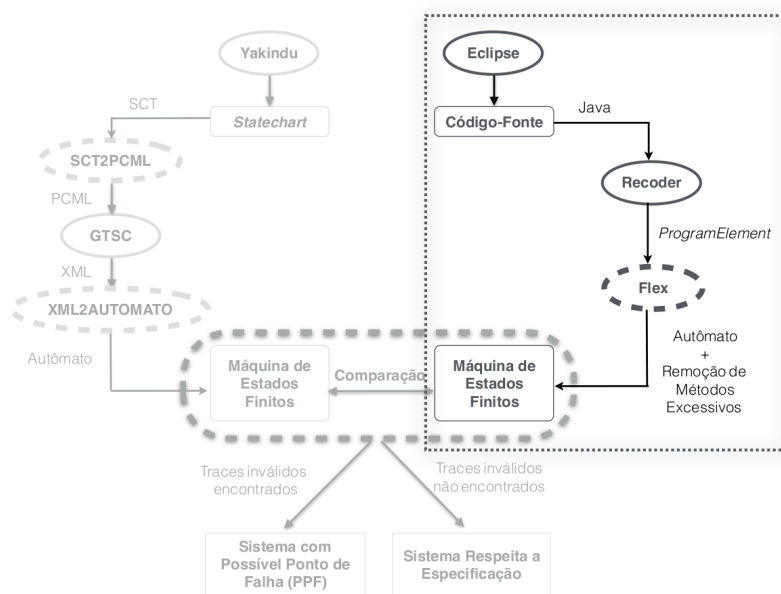 Yakindu
SCT
Statechart
SCT2PCML
PCML
GTSC
XML
XML2AUTOMATO
Autômato
Eclipse
Código-Fonte
Java
Recoder
ProgramElement
Flex
Autômato
+
Remoção de
Métodos
Excessivos
Máquina de
Estados
Finitos
Comparação
Máquina de
Estados
Finitos
Traces inválidos
encontrados
Traces inválidos
não encontrados
Sistema com
Possível Ponto de
Falha (PPF)
Sistema Respeita a
Especificação